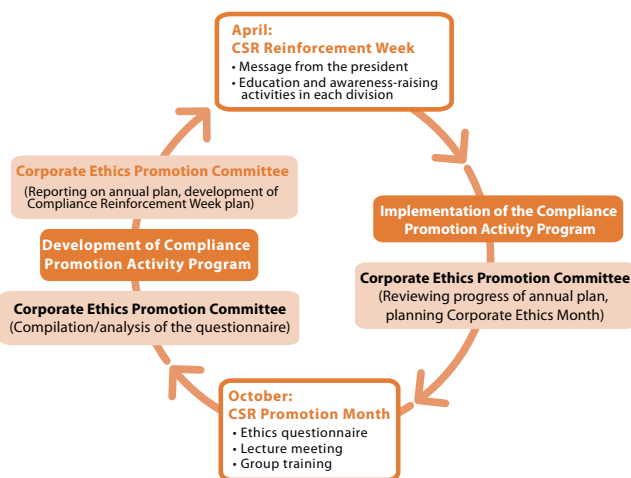 April:
CSR Reinforcement Week
• Message from the president
• Education and awareness-raising
activities in each division
Implementation of the Compliance
Promotion Activity Program
Corporate Ethics Promotion Committee
(Reviewing progress of annual plan,
planning Corporate Ethics Month)
October:
CSR Promotion Month
• Ethics questionnaire
• Lecture meeting
• Group training
Corporate Ethics Promotion Committee
(Compilation/analysis of the questionnaire)
Development of Compliance
Promotion Activity Program
Corporate Ethics Promotion Committee
(Reporting on annual plan, development of
Compliance Reinforcement Week plan)